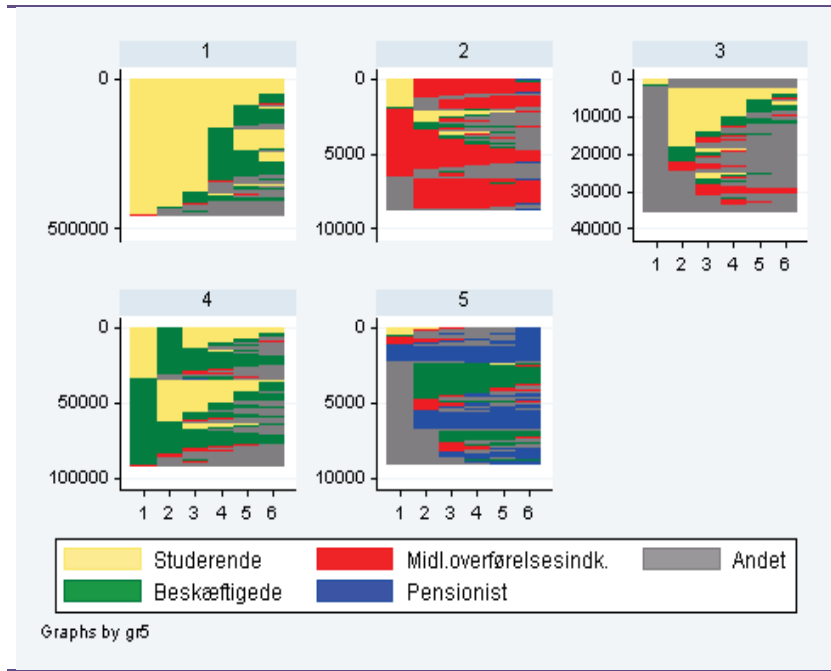 1 2 3
0 0 0
10000
5000 20000
30000
500000 10000 40000
1 2 3 4 5 6
4 5
0 0
50000 5000
100000 10000
1 2 3 4 5 6 1 2 3 4 5 6
Studerende Midl.overførelsesindk. Andet
Beskæftigede Pensionist
Graphs by gr5